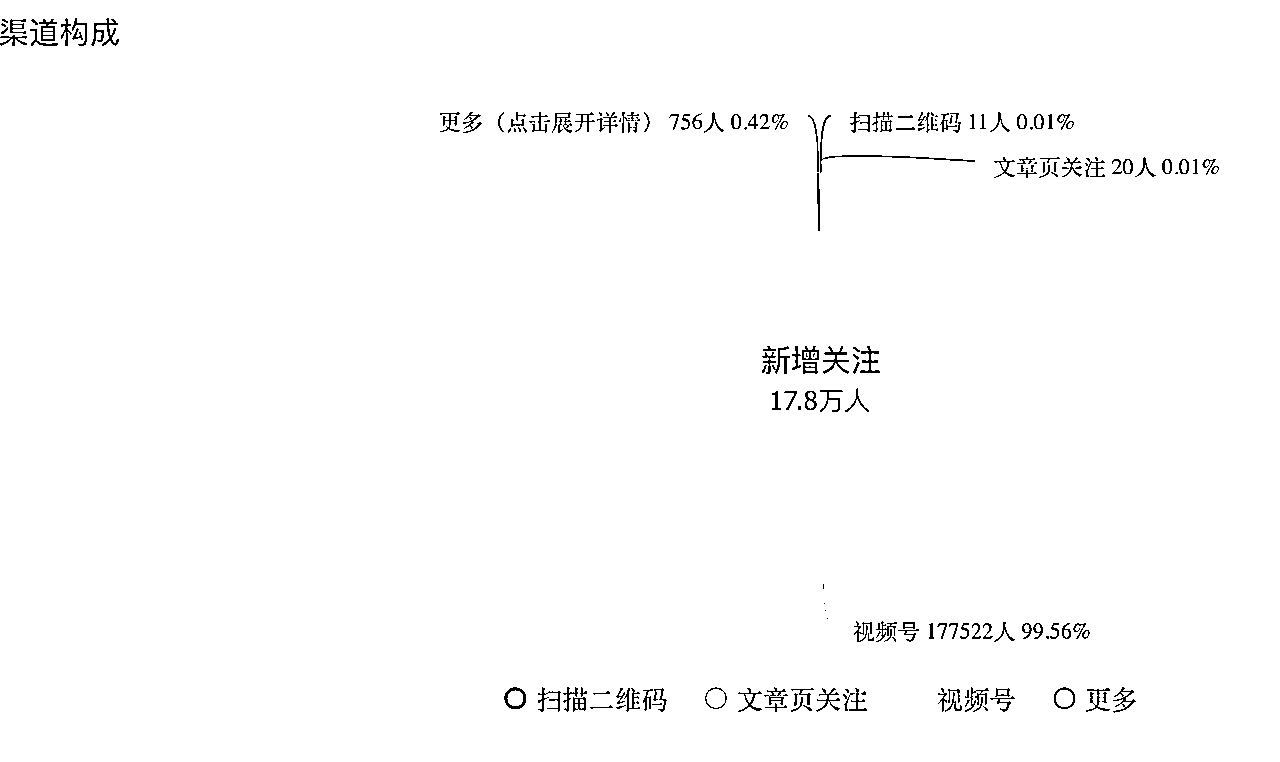 渠道构成
更多（点击展开详情） 756人 0.42%
扫描二维码 11人 0.01%
文章页关注 20人 0.01%
新增关注
17.8万人
视频号 177522人 99.56%
扫描二维码 文章页关注 视频号 更多